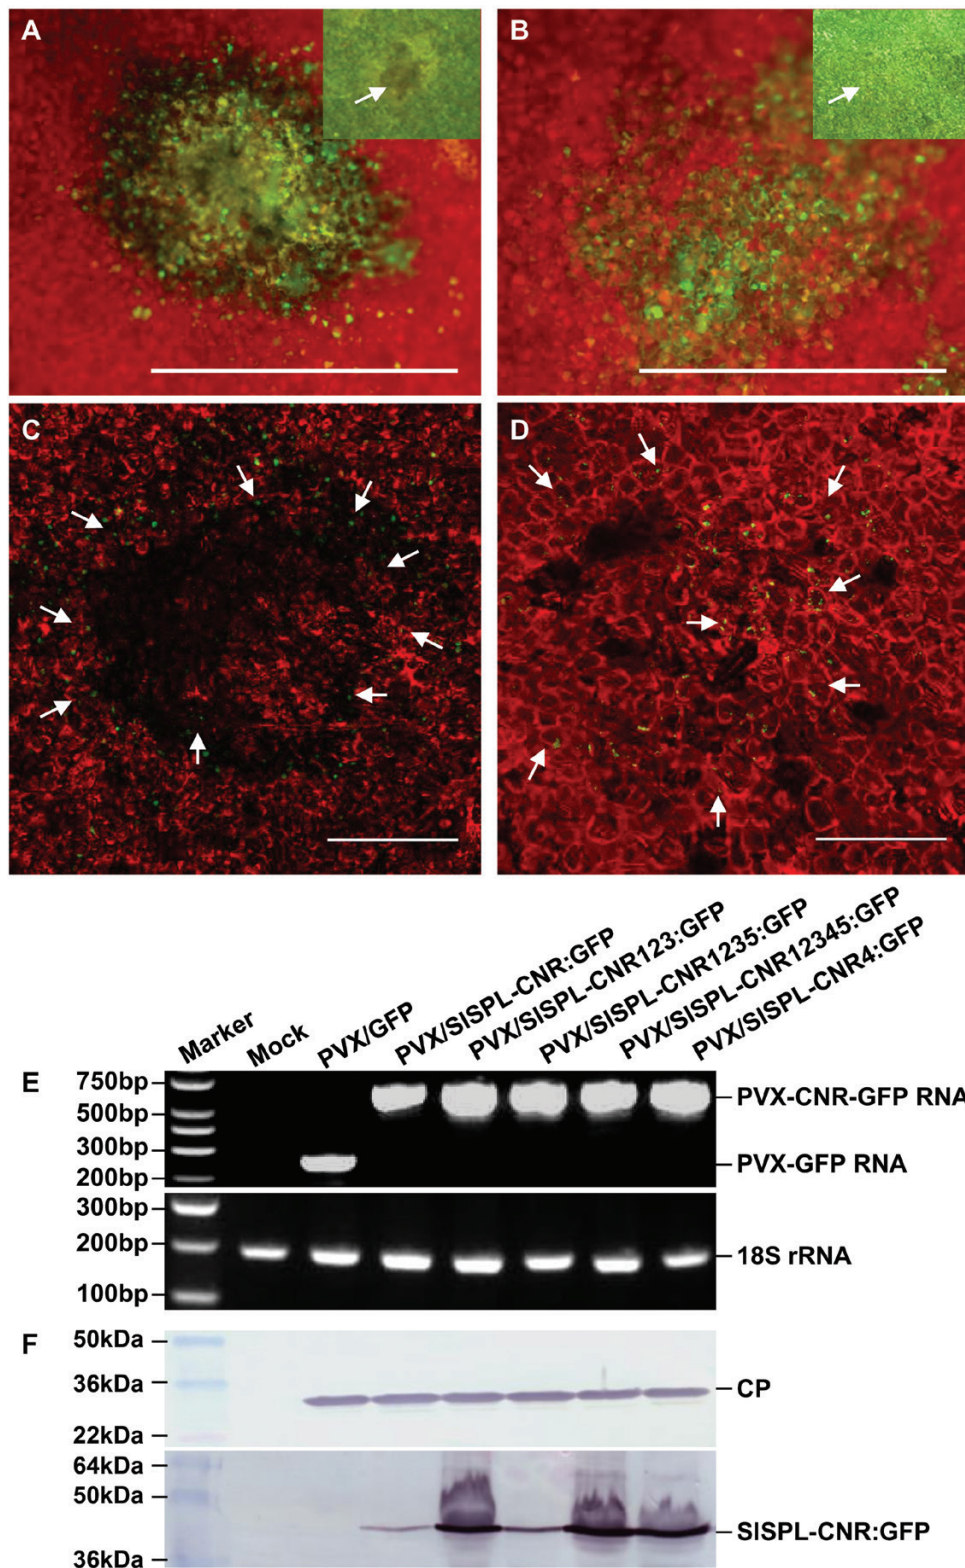 A
B
C
D
Marker
Mock
PVX/GFP
PVX/SlSPL-CNR:GFP
PVX/SlSPL-CNR123:GFP
PVX/SlSPL-CNR1235:GFP
PVX/SlSPL-CNR12345:GFP
PVX/SlSPL-CNR4:GFP
E
750bp
500bp
300bp
200bp
PVX-CNR-GFP RNA
PVX-GFP RNA
300bp
200bp
100bp
18S rRNA
F
50kDa
36kDa
22kDa
CP
64kDa
50kDa
36kDa
SlSPL-CNR:GFP